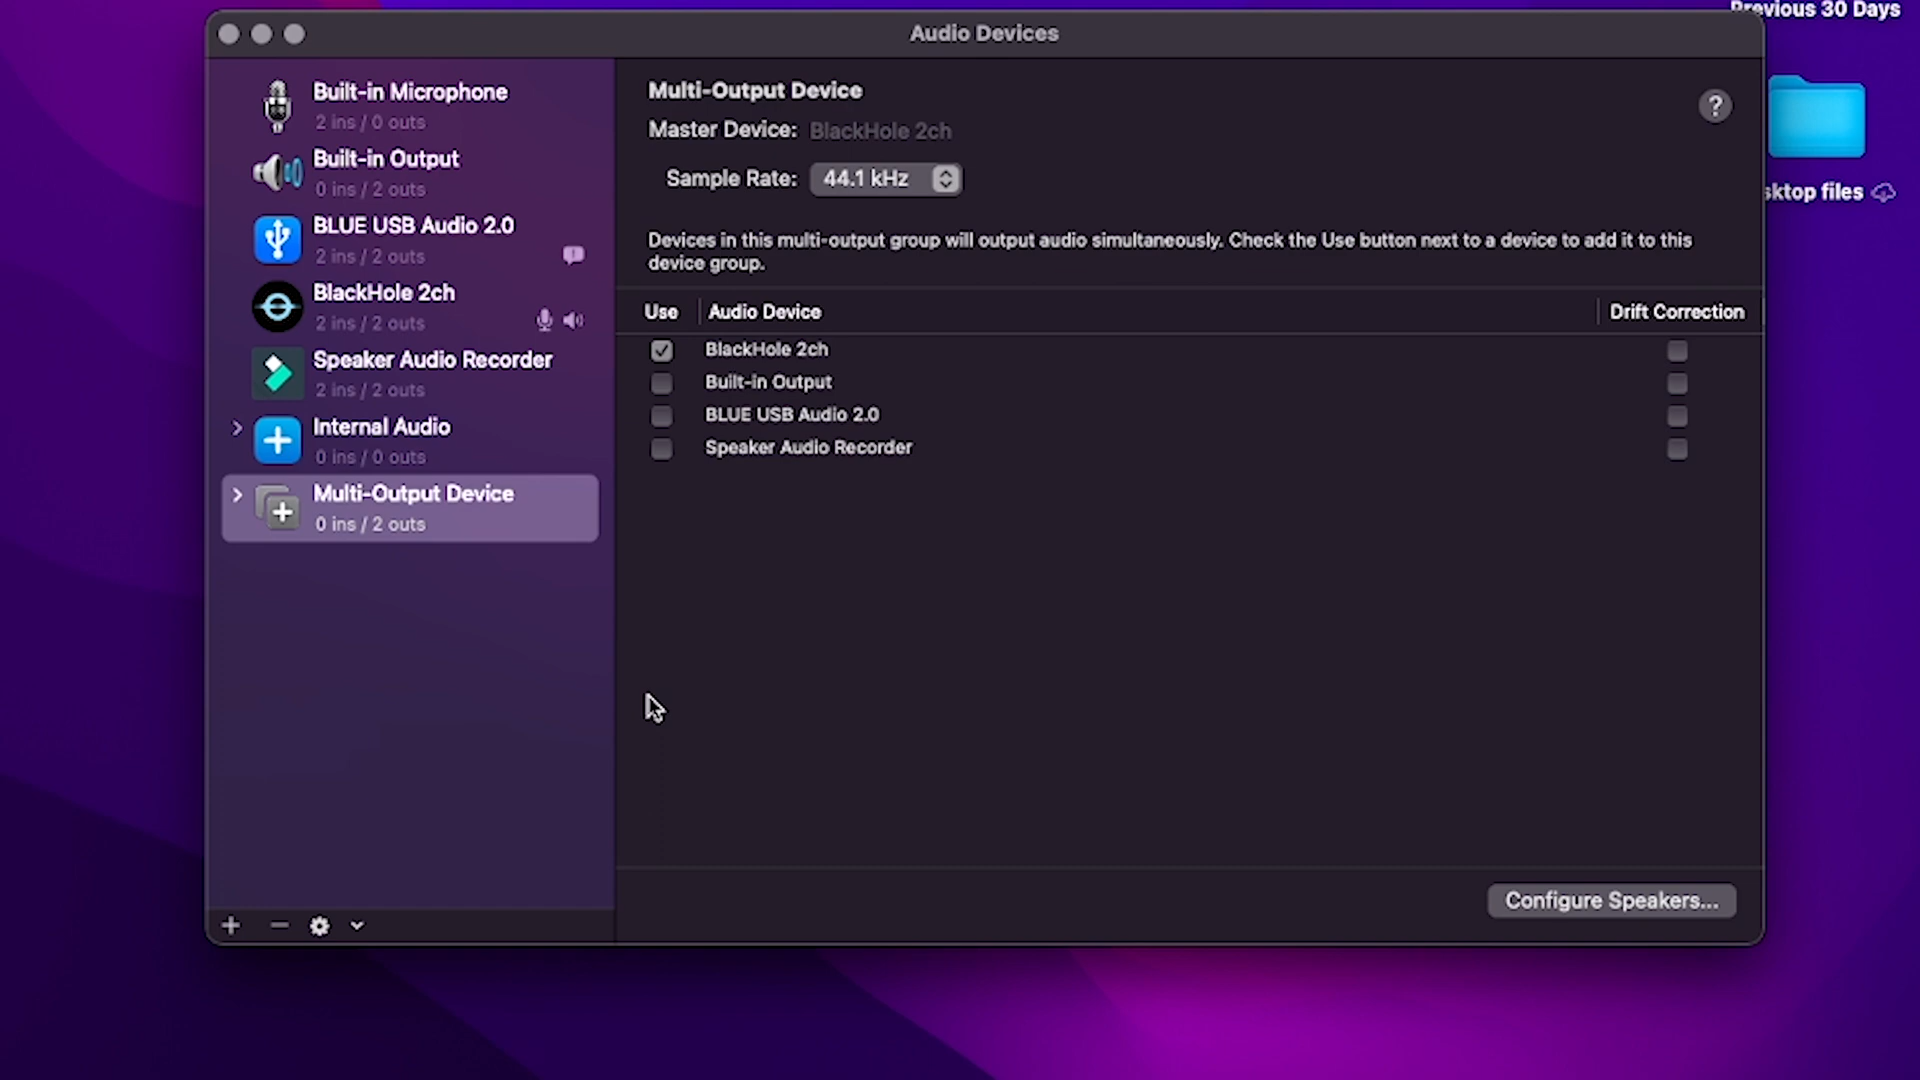 Previous 30 Days
Audio Devices
Built-in Microphone
2 ins / 0 outs
Built-in Output
0 ins / 2 outs
BLUE USB Audio 2.0
2 ins / 2 outs
BlackHole 2ch
2 ins / 2 outs
Speaker Audio Recorder
2 ins / 2 outs
Internal Audio
0 ins / 0 outs
Multi-Output Device
0 ins / 2 outs
Multi-Output Device
Master Device: BlackHole 2ch
Sample Rate: 44.1 kHz
Devices in this multi-output group will output audio simultaneously. Check the Use button next to a device to add it to this
device group.
Use Audio Device Drift Correction
BlackHole 2ch
Built-in Output
BLUE USB Audio 2.0
Speaker Audio Recorder
Configure Speakers...
?
sktop files